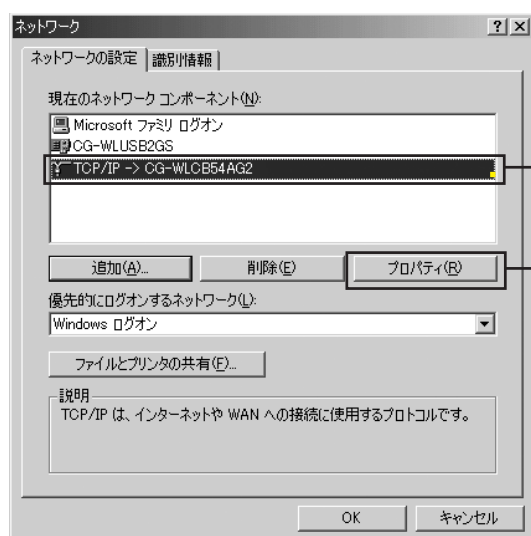 ネットワーク
ネットワークの設定 識別情報
現在のネットワーク コンポーネント(N):
Microsoft ファミリ ログオン
CG-WLUSB2GS
TCP/IP -> CG-WLCB54AG2
追加(A)... 削除(E) プロパティ(R)
優先的にログオンするネットワーク(L):
Windows ログオン
ファイルとプリンタの共有(F)...
説明
TCP/IP は、インターネットや WAN への接続に使用するプロトコルです。
OK キャンセル